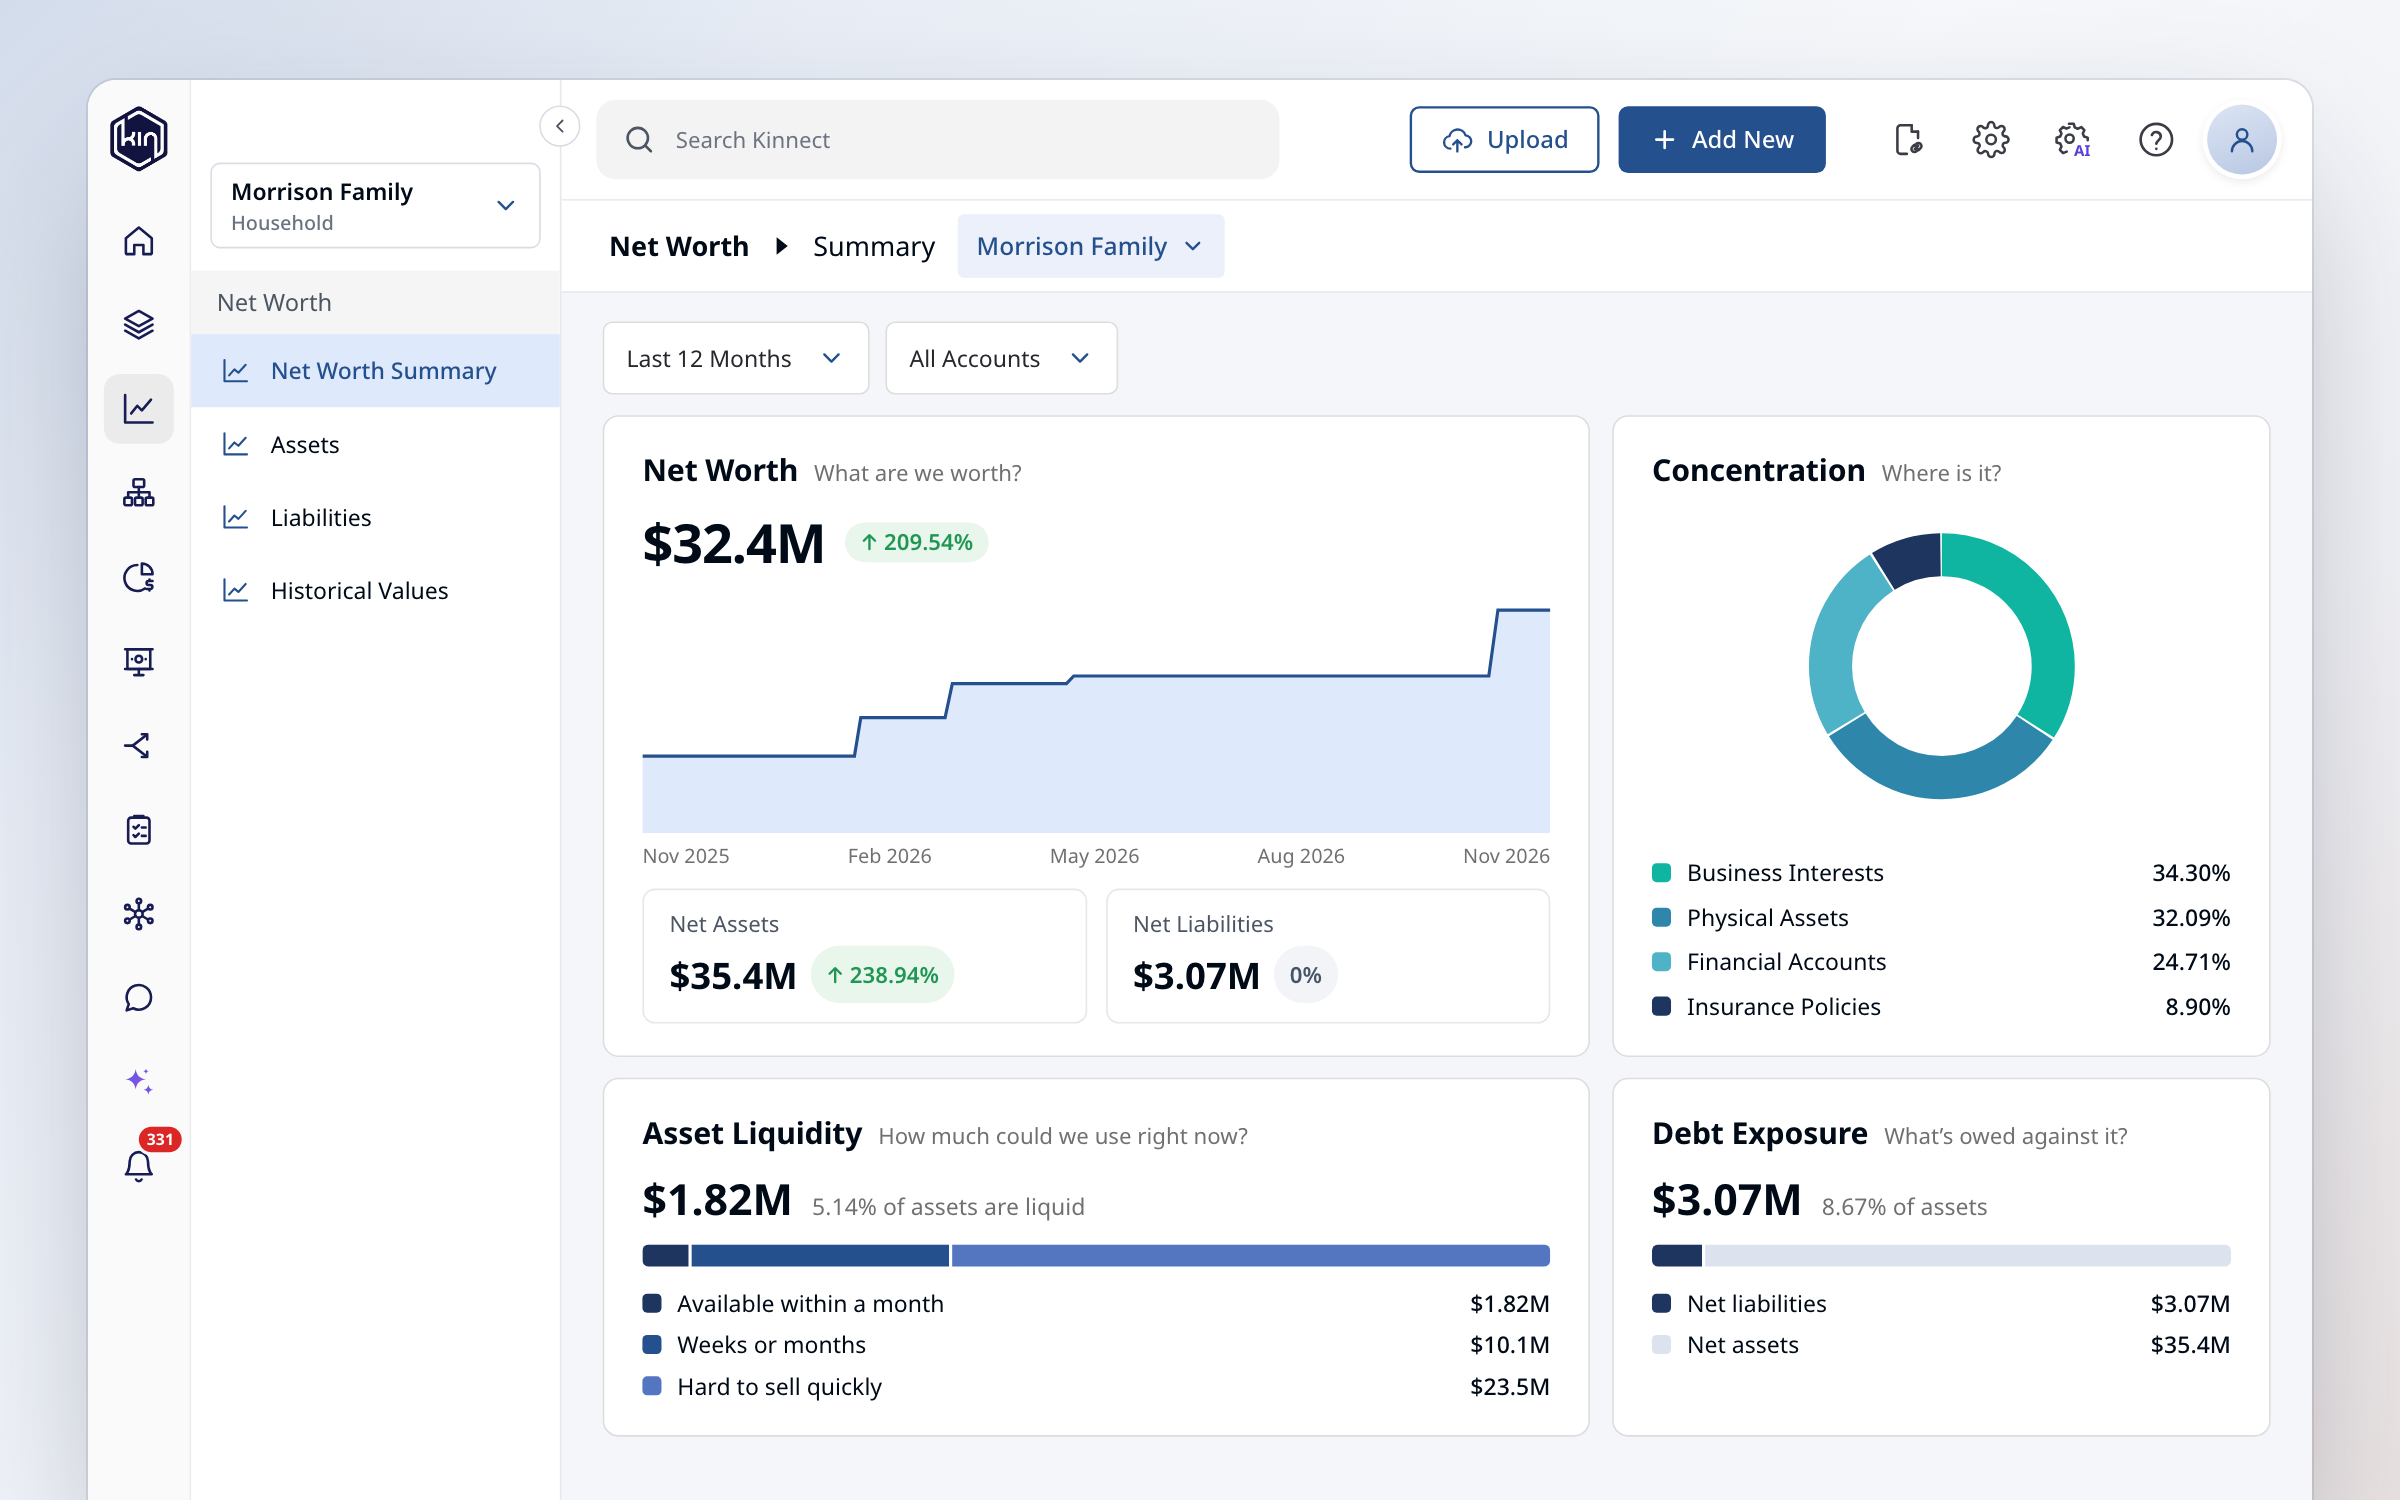 kin
Search Kinnect
Upload
Add New
AI
Morrison Family
Household
Net Worth
Net Worth Summary
Assets
Liabilities
Historical Values
331
Net Worth Summary Morrison Family
Last 12 Months All Accounts
Net Worth What are we worth?
$32.4M ↑ 209.54%
Nov 2025 Feb 2026 May 2026 Aug 2026 Nov 2026
Net Assets
$35.4M ↑ 238.94%
Net Liabilities
$3.07M 0%
Concentration Where is it?
Business Interests 34.30%
Physical Assets 32.09%
Financial Accounts 24.71%
Insurance Policies 8.90%
Asset Liquidity How much could we use right now?
$1.82M 5.14% of assets are liquid
Available within a month $1.82M
Weeks or months $10.1M
Hard to sell quickly $23.5M
Debt Exposure What’s owed against it?
$3.07M 8.67% of assets
Net liabilities $3.07M
Net assets $35.4M